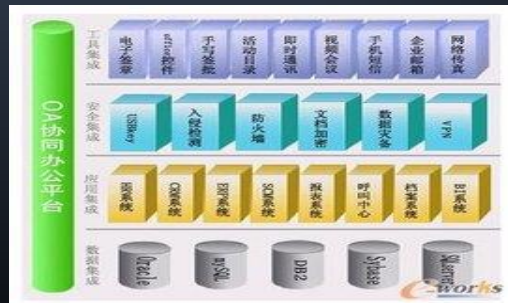 OA协同办公平台
工具集成
电子签章
office控件
手写签批
活动目录
即时通讯
视频会议
手机短信
企业邮箱
网络传真
安全集成
USBkey
入侵检测
防火墙
文档加密
数据灾备
VPN
应用集成
CRM系统
ERP系统
SCM系统
报表系统
呼叫中心
档案系统
BI系统
数据集成
Oracle
MySQL
DB2
Sybase
e-works